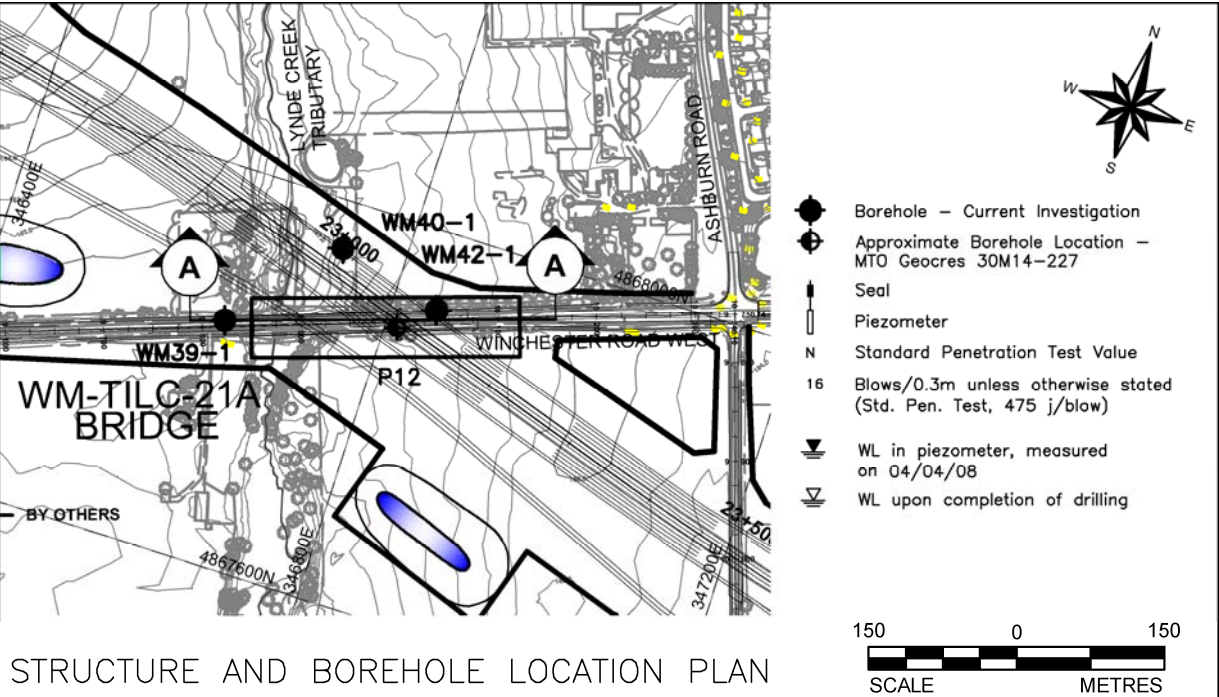 LYNDE CREEK
TRIBUTARY
ASHBURN ROAD
346400E
WM40-1
23+000
WM42-1
A
A
4868000N
WINCHESTER ROAD WEST
WM39-1
P12
WM-TILC-21A
BRIDGE
BY OTHERS
4867600N
346800E
347200E
23+50
STRUCTURE AND BOREHOLE LOCATION PLAN
N
W
E
S
Borehole – Current Investigation
Approximate Borehole Location –
MTO Geocres 30M14-227
Seal
Piezometer
N Standard Penetration Test Value
16 Blows/0.3m unless otherwise stated
(Std. Pen. Test, 475 j/blow)
WL in piezometer, measured
on 04/04/08
WL upon completion of drilling
150 0 150
SCALE METRES